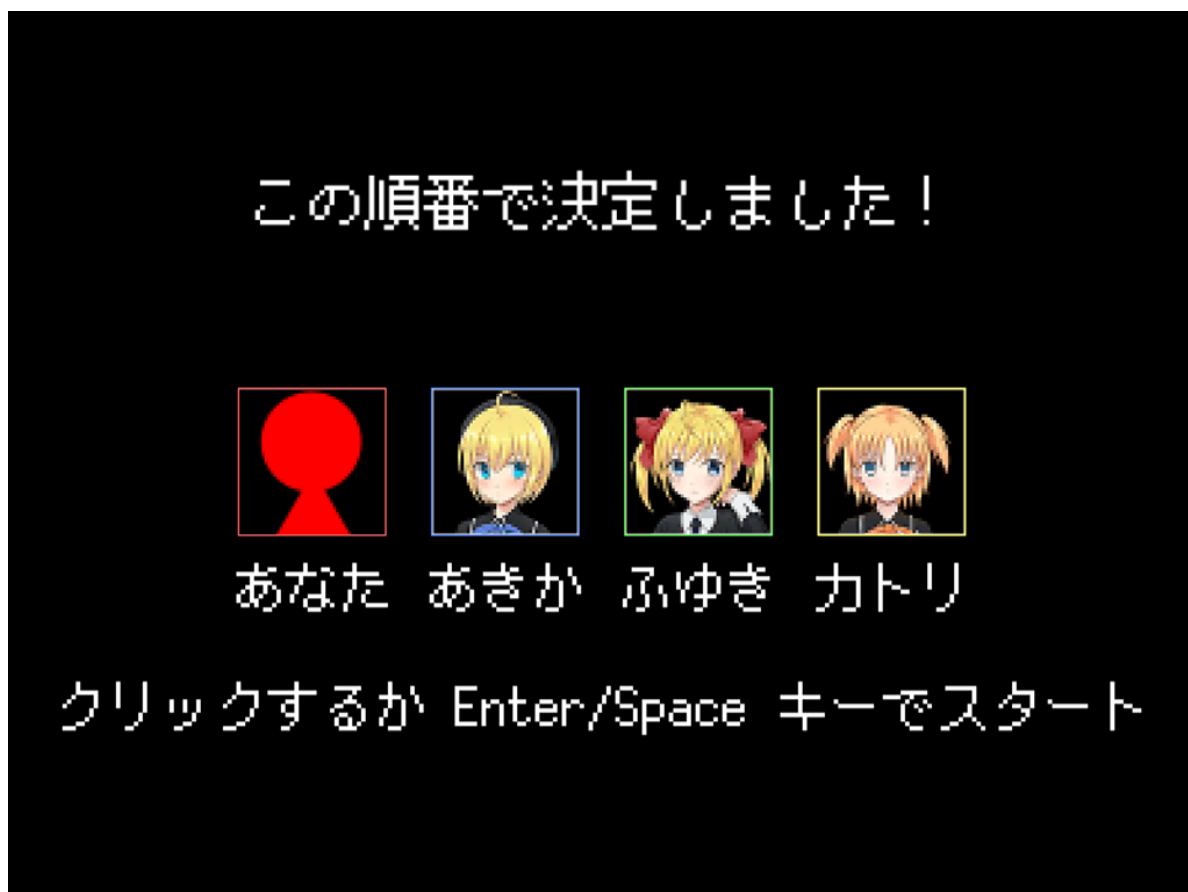 この順番で決定しました！
あなた あきか ふゆき カトリ
クリックするか Enter/Space キーでスタート